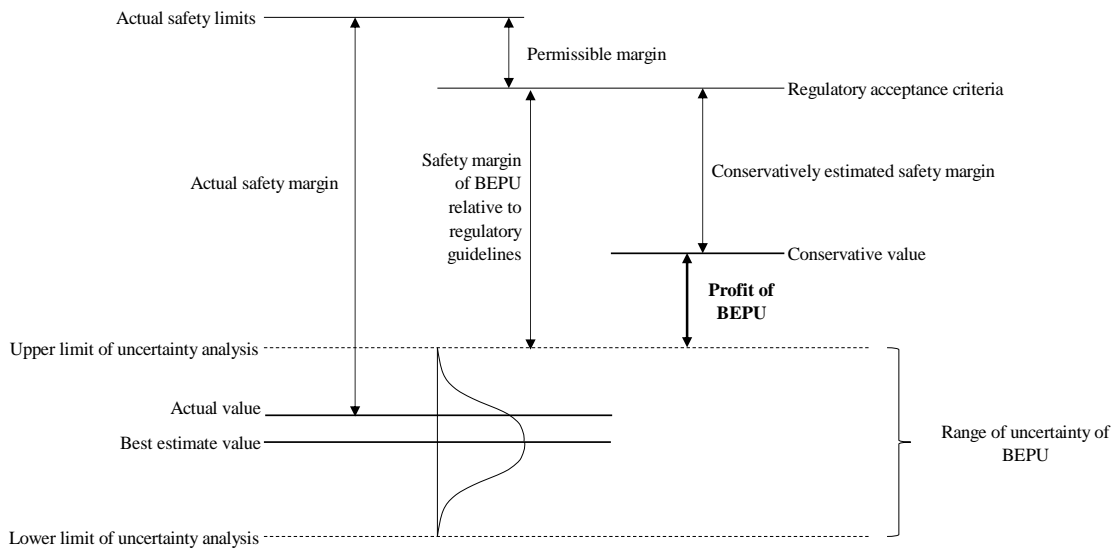 Actual safety limits
Permissible margin
Regulatory acceptance criteria
Safety margin
of BEPU
relative to
regulatory
guidelines
Actual safety margin
Conservatively estimated safety margin
Conservative value
Profit of
BEPU
Upper limit of uncertainty analysis
Actual value
Best estimate value
Range of uncertainty of
BEPU
Lower limit of uncertainty analysis